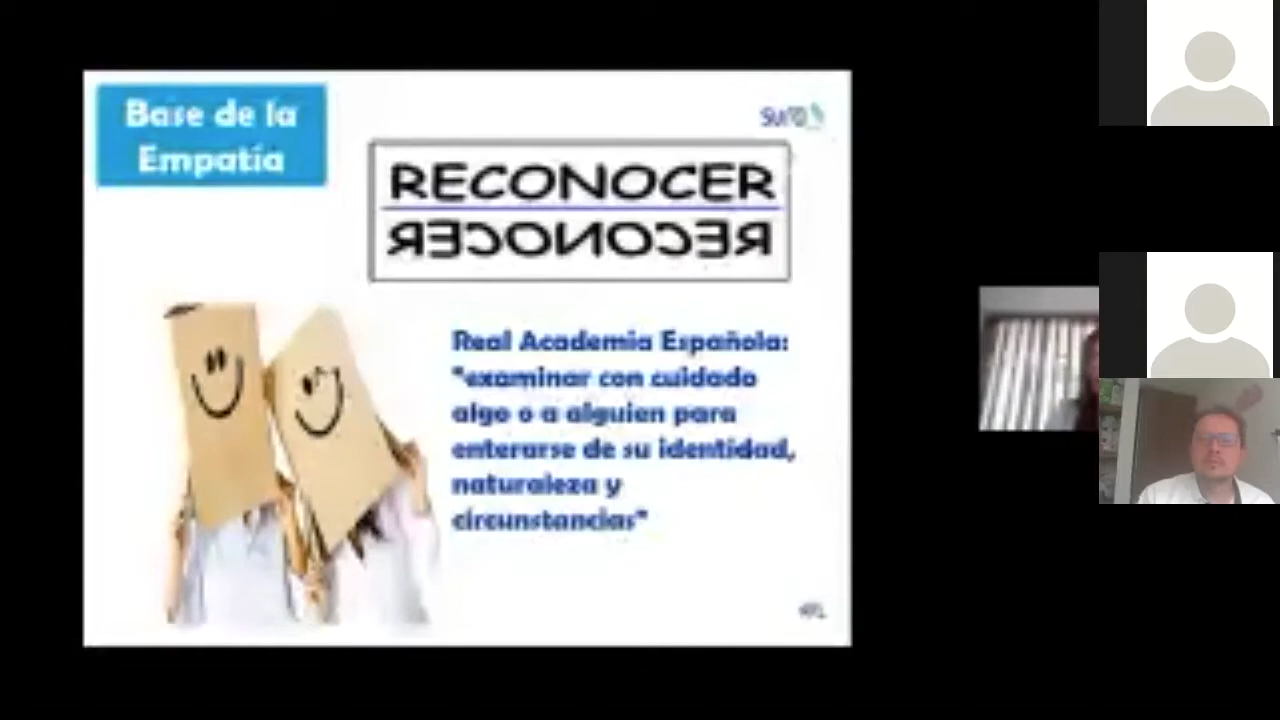 Base de la
Empatía
RECONOCER
RECONOCER
Real Academia Española:
"examinar con cuidado
algo o a alguien para
enterarse de su identidad,
naturaleza y
circunstancias"